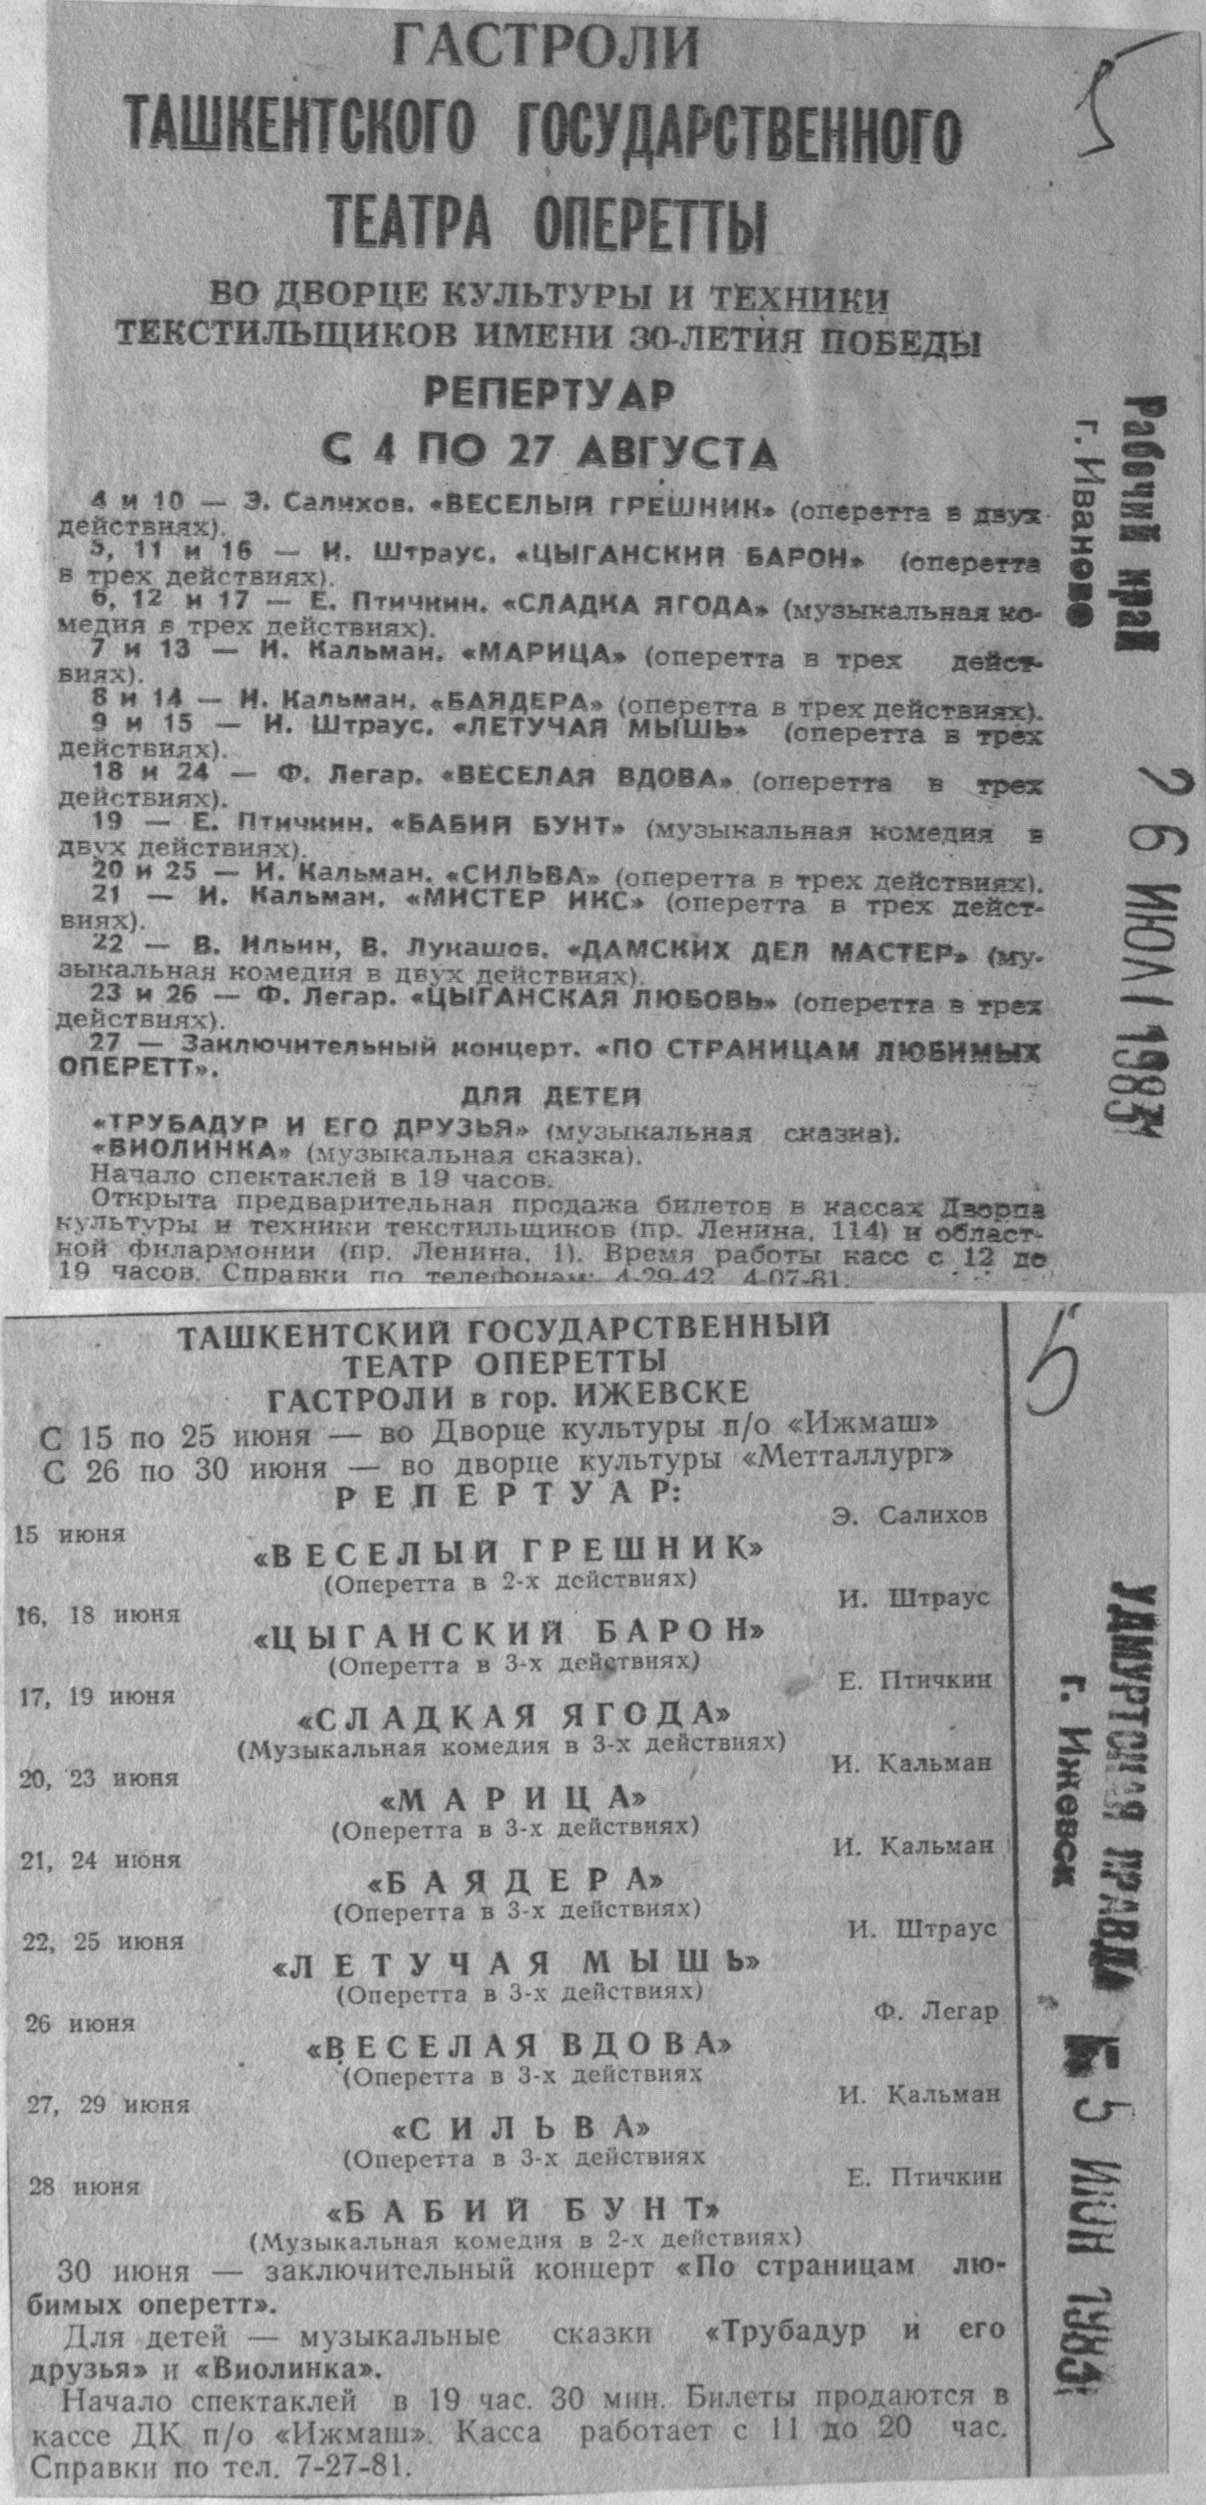 ГАСТРОЛИ
ТАШКЕНТСКОГО ГОСУДАРСТВЕННОГО
ТЕАТРА ОПЕРЕТТЫ
ВО ДВОРЦЕ КУЛЬТУРЫ И ТЕХНИКИ
ТЕКСТИЛЬЩИКОВ ИМЕНИ 30-ЛЕТИЯ ПОБЕДЫ
РЕПЕРТУАР
С 4 ПО 27 АВГУСТА
4 и 10 — Э. Салихов. «ВЕСЕЛЫЙ ГРЕШНИК» (оперетта в двух
действиях).
5, 11 и 16 — И. Штраус. «ЦЫГАНСКИЙ БАРОН» (оперетта
в трех действиях).
6, 12 и 17 — Е. Птичкин. «СЛАДКА ЯГОДА» (музыкальная ко-
медия в трех действиях).
7 и 13 — И. Кальман. «МАРИЦА» (оперетта в трех дейст-
виях).
8 и 14 — И. Кальман. «БАЯДЕРА» (оперетта в трех действиях).
9 и 15 — И. Штраус. «ЛЕТУЧАЯ МЫШЬ» (оперетта в трех
действиях).
18 и 24 — Ф. Легар. «ВЕСЕЛАЯ ВДОВА» (оперетта в трех
действиях).
19 — Е. Птичкин. «БАБИЙ БУНТ» (музыкальная комедия в
двух действиях).
20 и 25 — И. Кальман. «СИЛЬВА» (оперетта в трех действиях).
21 — И. Кальман. «МИСТЕР ИКС» (оперетта в трех дейст-
виях).
22 — В. Ильин, В. Лукашов. «ДАМСКИХ ДЕЛ МАСТЕР» (му-
зыкальная комедия в двух действиях).
23 и 26 — Ф. Легар. «ЦЫГАНСКАЯ ЛЮБОВЬ» (оперетта в трех
действиях).
27 — Заключительный концерт. «ПО СТРАНИЦАМ ЛЮБИМЫХ
ОПЕРЕТТ».
ДЛЯ ДЕТЕЙ
«ТРУБАДУР И ЕГО ДРУЗЬЯ» (музыкальная сказка).
«ВИОЛИНКА» (музыкальная сказка).
Начало спектаклей в 19 часов.
Открыта предварительная продажа билетов в кассах Дворца
культуры и техники текстильщиков (пр. Ленина, 114) и област-
ной филармонии (пр. Ленина, 1). Время работы касс с 12 до
19 часов. Справки по телефонам: 4-29-42, 4-07-81.
5
Рабочий край
г. Иваново
26 ИЮЛ 1983
ТАШКЕНТСКИЙ ГОСУДАРСТВЕННЫЙ
ТЕАТР ОПЕРЕТТЫ
ГАСТРОЛИ в гор. ИЖЕВСКЕ
С 15 по 25 июня — во Дворце культуры п/о «Ижмаш»
С 26 по 30 июня — во дворце культуры «Метталлург»
РЕПЕРТУАР:
15 июня Э. Салихов
«ВЕСЕЛЫЙ ГРЕШНИК»
(Оперетта в 2-х действиях)
16, 18 июня И. Штраус
«ЦЫГАНСКИЙ БАРОН»
(Оперетта в 3-х действиях)
17, 19 июня Е. Птичкин
«СЛАДКАЯ ЯГОДА»
(Музыкальная комедия в 3-х действиях)
20, 23 июня И. Кальман
«МАРИЦА»
(Оперетта в 3-х действиях)
21, 24 июня И. Кальман
«БАЯДЕРА»
(Оперетта в 3-х действиях)
22, 25 июня И. Штраус
«ЛЕТУЧАЯ МЫШЬ»
(Оперетта в 3-х действиях)
26 июня Ф. Легар
«ВЕСЕЛАЯ ВДОВА»
(Оперетта в 3-х действиях
27, 29 июня И. Кальман
«СИЛЬВА»
(Оперетта в 3-х действиях
28 июня Е. Птичкин
«БАБИЙ БУНТ»
(Музыкальная комедия в 2-х действиях)
30 июня — заключительный концерт «По страницам лю-
бимых оперетт».
Для детей — музыкальные сказки «Трубадур и его
друзья» и «Виолинка».
Начало спектаклей в 19 час. 30 мин. Билеты продаются в
кассе ДК п/о «Ижмаш». Касса работает с 11 до 20 час.
Справки по тел. 7-27-81.
5
УДМУРТСКАЯ ПРАВДА
г. Ижевск
5 ИЮН 1983